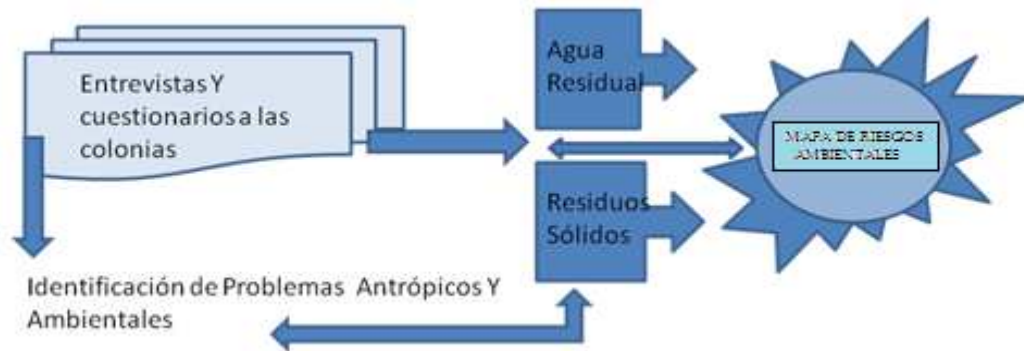 Entrevistas Y
cuestionarios a las
colonias
Agua
Residual
MAPA DE RIESGOS
AMBIENTALES
Residuos
Sólidos
Identificación de Problemas Antrópicos Y
Ambientales